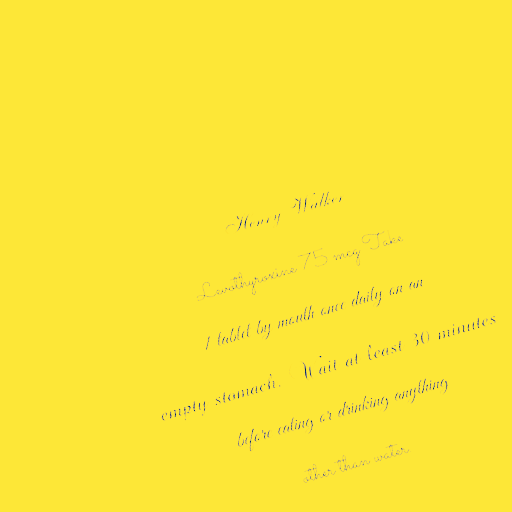 Henry Walker
Levothyroxine 75 mcg Take
1 tablet by mouth once daily on an
empty stomach. Wait at least 30 minutes
before eating or drinking anything
other than water